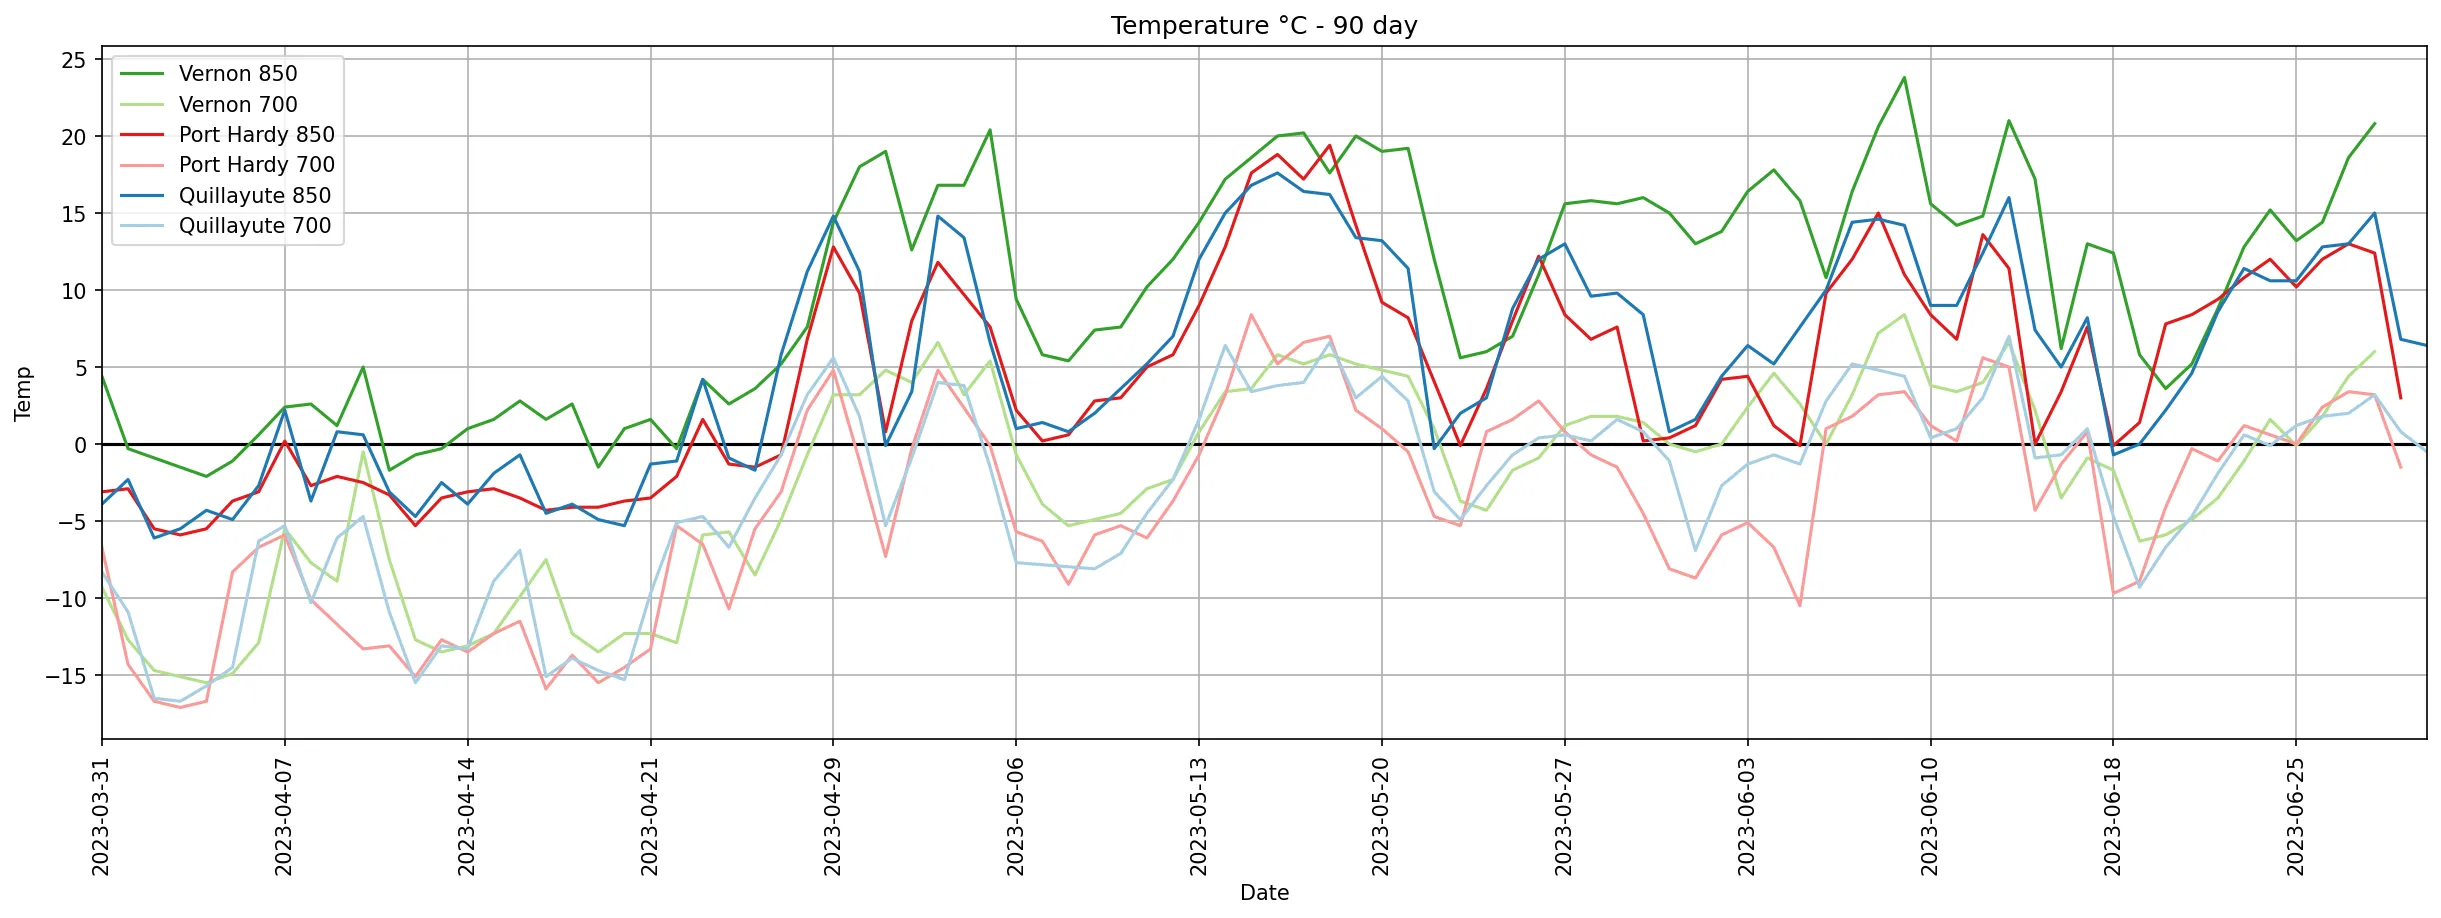 Temperature °C - 90 day
25
20
15
10
5
0
−5
−10
−15
Temp
Vernon 850
Vernon 700
Port Hardy 850
Port Hardy 700
Quillayute 850
Quillayute 700
2023-03-31
2023-04-07
2023-04-14
2023-04-21
2023-04-29
2023-05-06
2023-05-13
2023-05-20
2023-05-27
2023-06-03
2023-06-10
2023-06-18
2023-06-25
Date